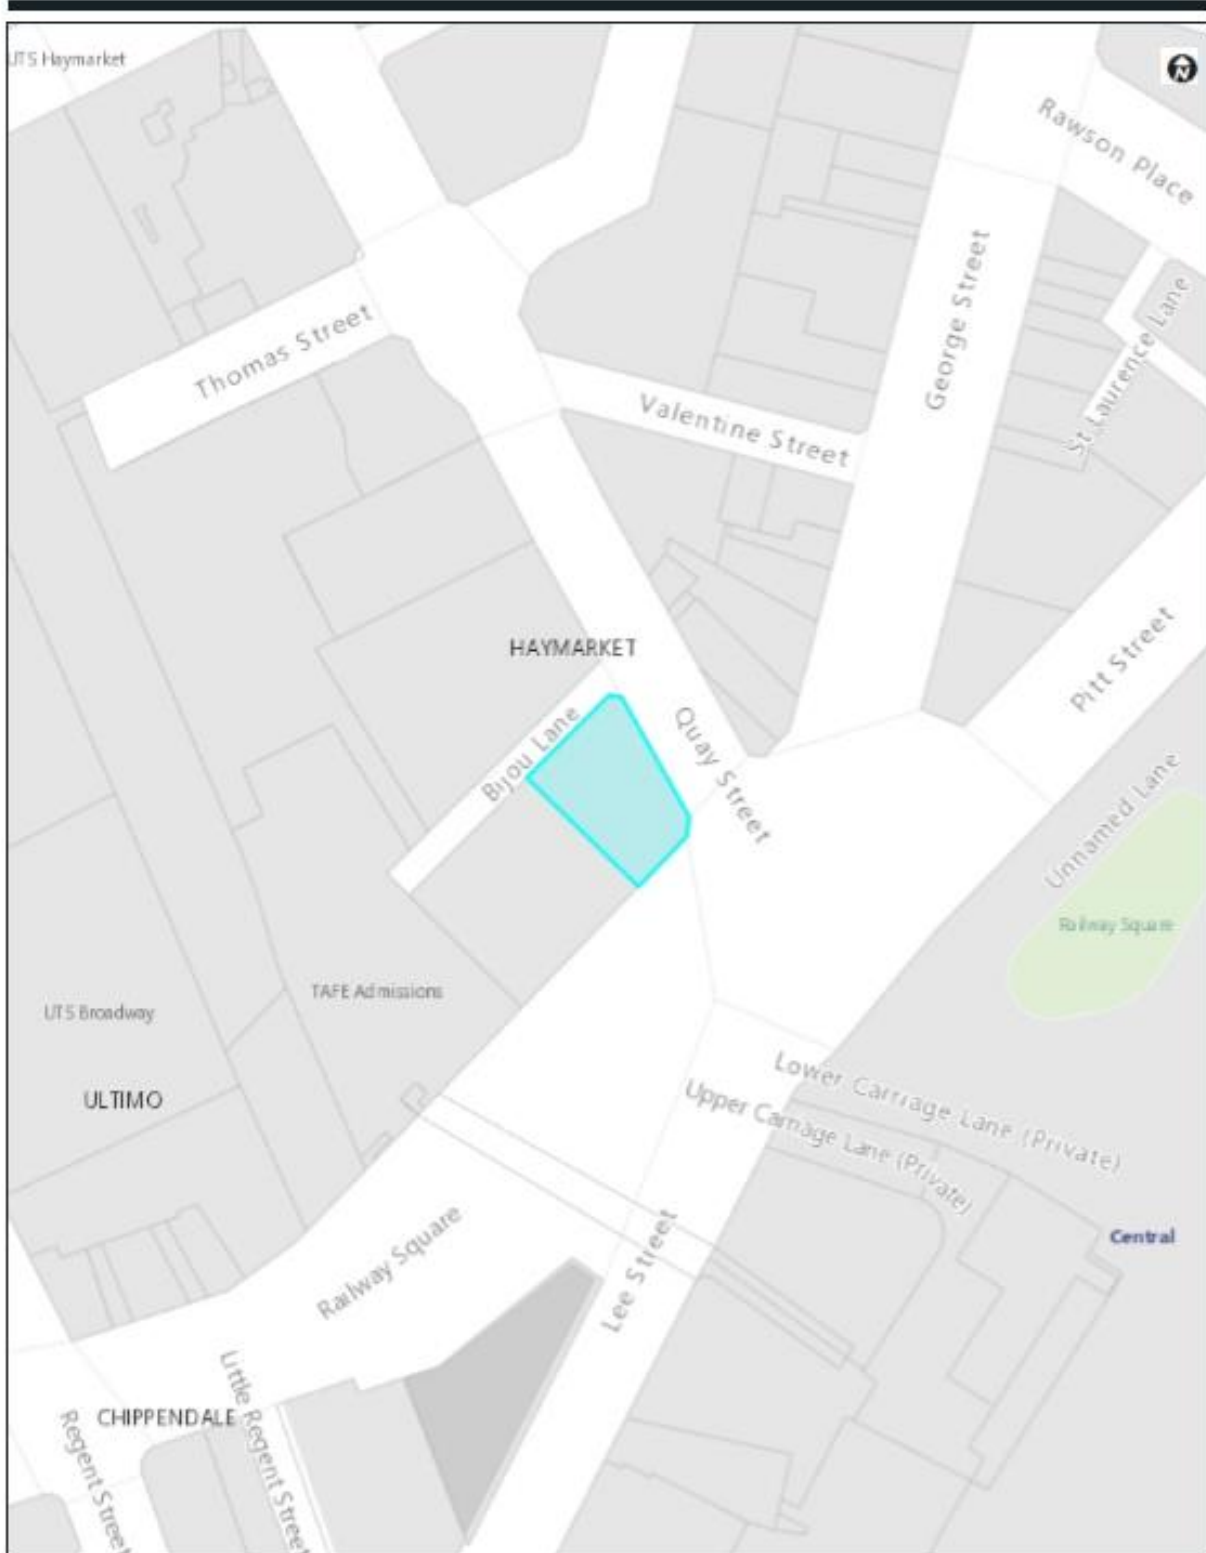 UTS Haymarket
N
Rawson Place
George Street
St Laurence Lane
Thomas Street
Valentine Street
HAYMARKET
Pitt Street
Quay Street
Bijou Lane
Unnamed Lane
Railway Square
TAFE Admissions
UTS Broadway
ULTIMO
Lower Carriage Lane (Private)
Upper Carriage Lane (Private)
Central
Railway Square
Lee Street
Little Regent Street
CHIPPENDALE
Regent Street